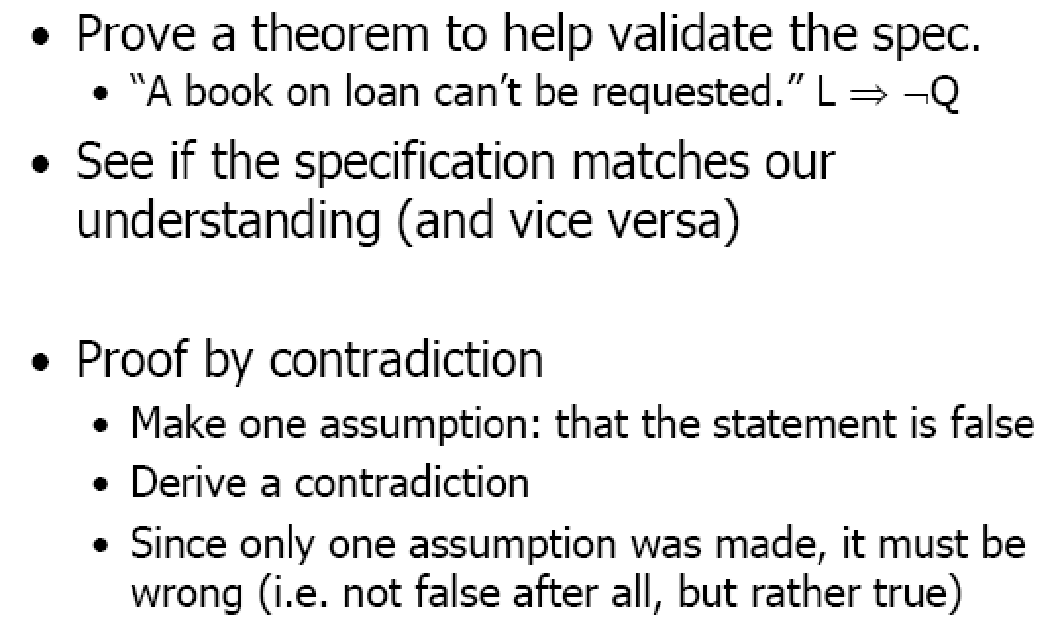 • Prove a theorem to help validate the spec.
• “A book on loan can’t be requested.” L ⇒ ¬Q
• See if the specification matches our
understanding (and vice versa)
• Proof by contradiction
• Make one assumption: that the statement is false
• Derive a contradiction
• Since only one assumption was made, it must be
wrong (i.e. not false after all, but rather true)